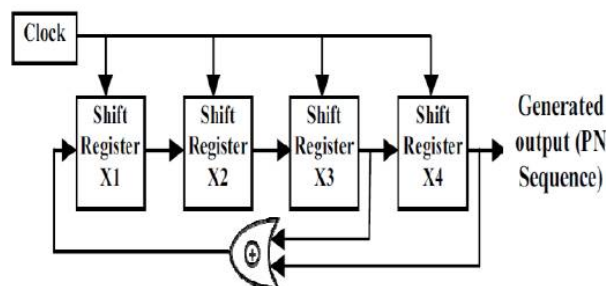 Clock
Shift
Register
X1
Shift
Register
X2
Shift
Register
X3
Shift
Register
X4
Generated
output (PN
Sequence)
+